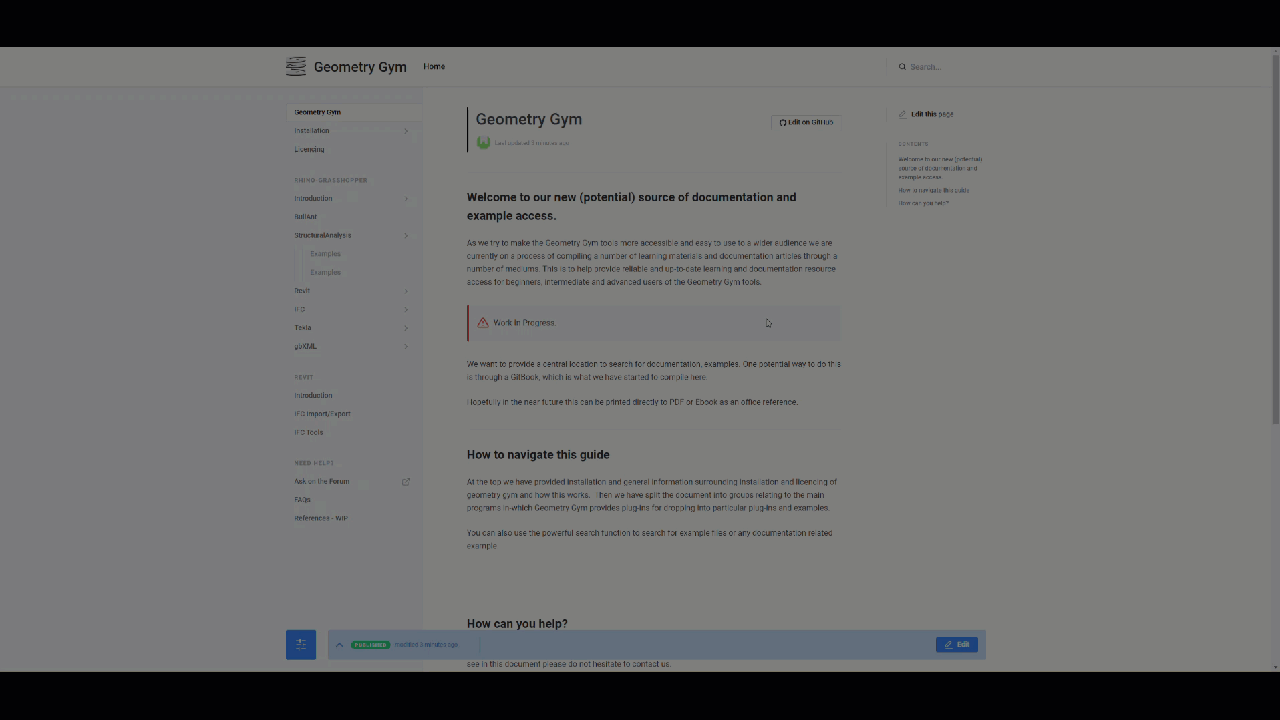 Geometry Gym
Home
Search...
Geometry Gym
Installation
Licencing
RHINO GRASSHOPPER
Introduction
BullAnt
StructuralAnalysis
Examples
Examples
Revit
IFC
Tekla
gbXML
REVIT
Introduction
IFC Import/Export
IFC Tools
NEED HELP?
Ask on the Forum
FAQs
References - WIP
Geometry Gym
Edit on GitHub
Last updated 3 minutes ago
Welcome to our new (potential) source of documentation and
example access.
As we try to make the Geometry Gym tools more accessible and easy to use to a wider audience we are
currently on a process of compiling a number of learning materials and documentation articles through a
number of mediums. This is to help provide reliable and up-to-date learning and documentation resource
access for beginners, intermediate and advanced users of the Geometry Gym tools.
Work In Progress.
We want to provide a central location to search for documentation, examples. One potential way to do this
is through a GitBook, which is what we have started to compile here.
Hopefully in the near future this can be printed directly to PDF or Ebook as an office reference.
How to navigate this guide
At the top we have provided installation and general information surrounding installation and licencing of
geometry gym and how this works. Then we have split the document into groups relating to the main
programs in-which Geometry Gym provides plug-ins for dropping into particular plug-ins and examples.
You can also use the powerful search function to search for example files or any documentation related
example
How can you help?
see in this document please do not hesitate to contact us.
Edit this page
CONTENTS
Welcome to our new (potential)
source of documentation and
example access.
How to navigate this guide
How can you help?
PUBLISHED
modified 3 minutes ago
Edit